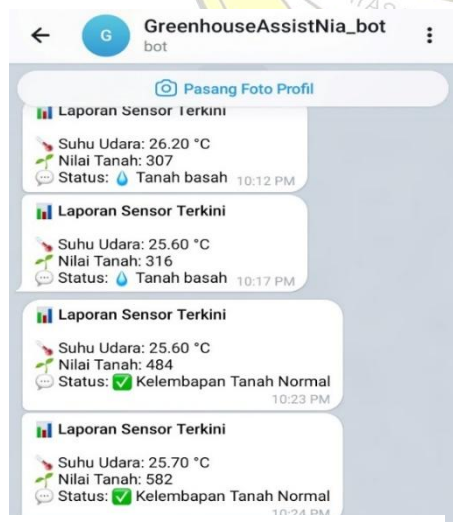 GreenhouseAssistNia_bot
G
bot
Pasang Foto Profil
Laporan Sensor Terkini
Suhu Udara: 26.20 °C
Nilai Tanah: 307
Status: 💧 Tanah basah 10:12 PM
Laporan Sensor Terkini
Suhu Udara: 25.60 °C
Nilai Tanah: 316
Status: 💧 Tanah basah 10:17 PM
Laporan Sensor Terkini
Suhu Udara: 25.60 °C
Nilai Tanah: 484
Status: ✅ Kelembapan Tanah Normal
10:23 PM
Laporan Sensor Terkini
Suhu Udara: 25.70 °C
Nilai Tanah: 582
Status: ✅ Kelembapan Tanah Normal
10:24 PM